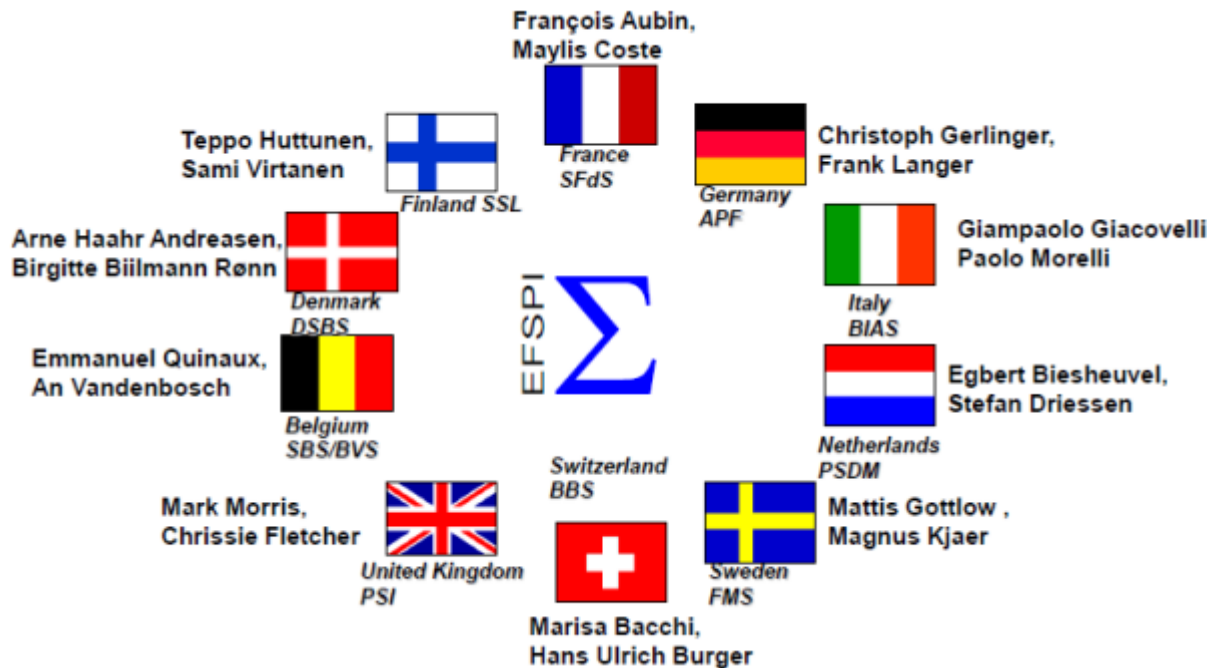 François Aubin,
Maylis Coste
France
SFdS
Teppo Huttunen,
Sami Virtanen
Finland SSL
Christoph Gerlinger,
Frank Langer
Germany
APF
Arne Haahr Andreasen,
Birgitte Biilmann Rønn
Denmark
DSBS
Giampaolo Giacovelli
Paolo Morelli
Italy
BIAS
EFSPI
Σ
Emmanuel Quinaux,
An Vandenbosch
Belgium
SBS/BVS
Egbert Biesheuvel,
Stefan Driessen
Netherlands
PSDM
Mark Morris,
Chrissie Fletcher
United Kingdom
PSI
Switzerland
BBS
Marisa Bacchi,
Hans Ulrich Burger
Mattis Gottlow ,
Magnus Kjaer
Sweden
FMS